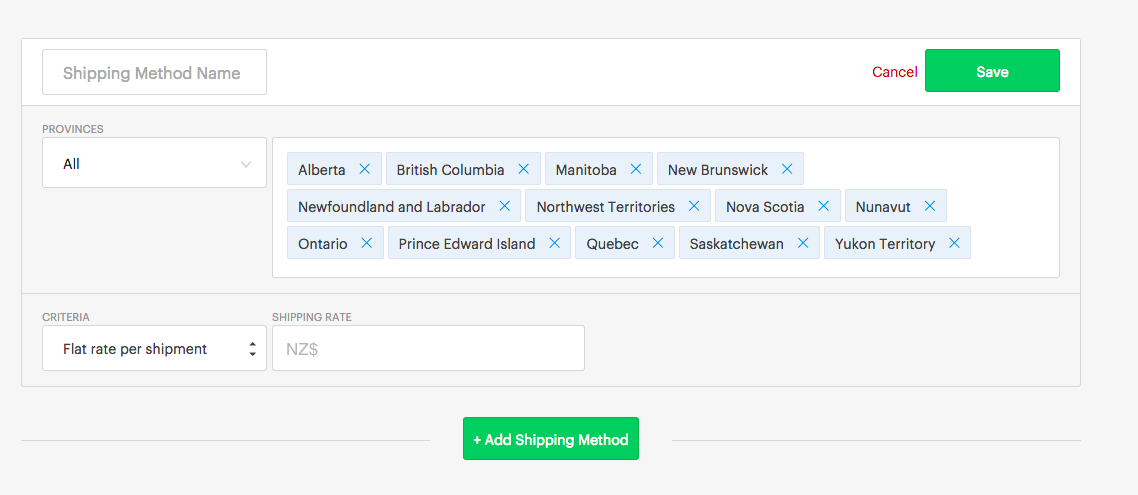 Shipping Method Name Cancel Save
PROVINCES
All
Alberta British Columbia Manitoba New Brunswick
Newfoundland and Labrador Northwest Territories Nova Scotia Nunavut
Ontario Prince Edward Island Quebec Saskatchewan Yukon Territory
CRITERIA SHIPPING RATE
Flat rate per shipment NZ$
+ Add Shipping Method